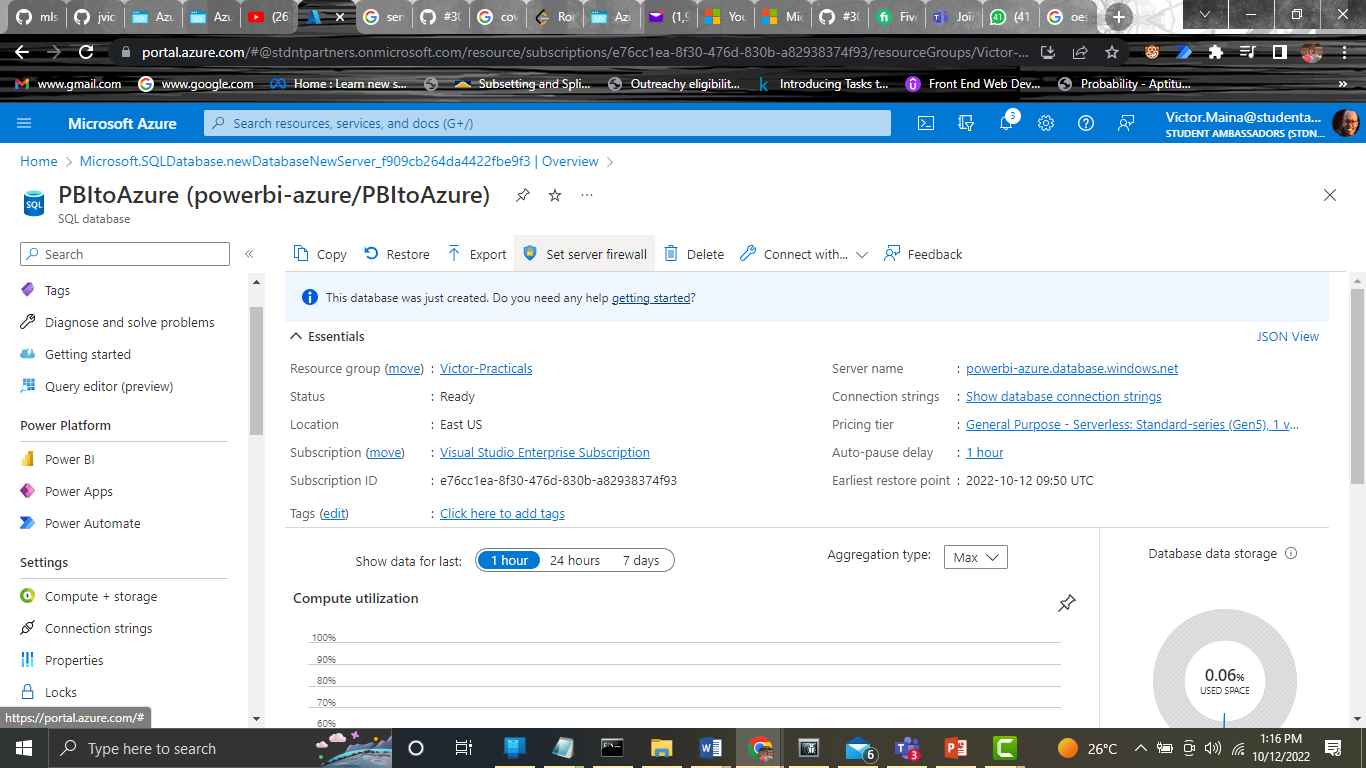 mls
jvic
Azu
Azu
(26
ser
#30
cov
Ro
Azu
(1,9
You
Mic
#30
Five
Joi
(41
oes
portal.azure.com/#@stdntpartners.onmicrosoft.com/resource/subscriptions/e76cc1ea-8f30-476d-830b-a82938374f93/resourceGroups/Victor-...
www.gmail.com
www.google.com
Home : Learn new s...
Subsetting and Spli...
Outreachy eligibilit...
Introducing Tasks t...
Front End Web Dev...
Probability - Aptitu...
Microsoft Azure
Search resources, services, and docs (G+/)
3
Victor.Maina@studenta...
STUDENT AMBASSADORS (STDN...
Home > Microsoft.SQLDatabase.newDatabaseNewServer_f909cb264da4422fbe9f3 | Overview >
SQL
PBItoAzure (powerbi-azure/PBItoAzure)
SQL database
Search
Copy
Restore
Export
Set server firewall
Delete
Connect with...
Feedback
Tags
Diagnose and solve problems
Getting started
Query editor (preview)
Power Platform
Power BI
Power Apps
Power Automate
Settings
Compute + storage
Connection strings
Properties
Locks
This database was just created. Do you need any help getting started?
Essentials
JSON View
Resource group (move) : Victor-Practicals
Status : Ready
Location : East US
Subscription (move) : Visual Studio Enterprise Subscription
Subscription ID : e76cc1ea-8f30-476d-830b-a82938374f93
Tags (edit) : Click here to add tags
Server name : powerbi-azure.database.windows.net
Connection strings : Show database connection strings
Pricing tier : General Purpose - Serverless: Standard-series (Gen5), 1 v...
Auto-pause delay : 1 hour
Earliest restore point : 2022-10-12 09:50 UTC
Show data for last: 1 hour 24 hours 7 days
Aggregation type: Max
Compute utilization
100%
90%
80%
70%
60%
Database data storage
0.06%
USED SPACE
https://portal.azure.com/#
Type here to search
6
3
26°C
1:16 PM
10/12/2022